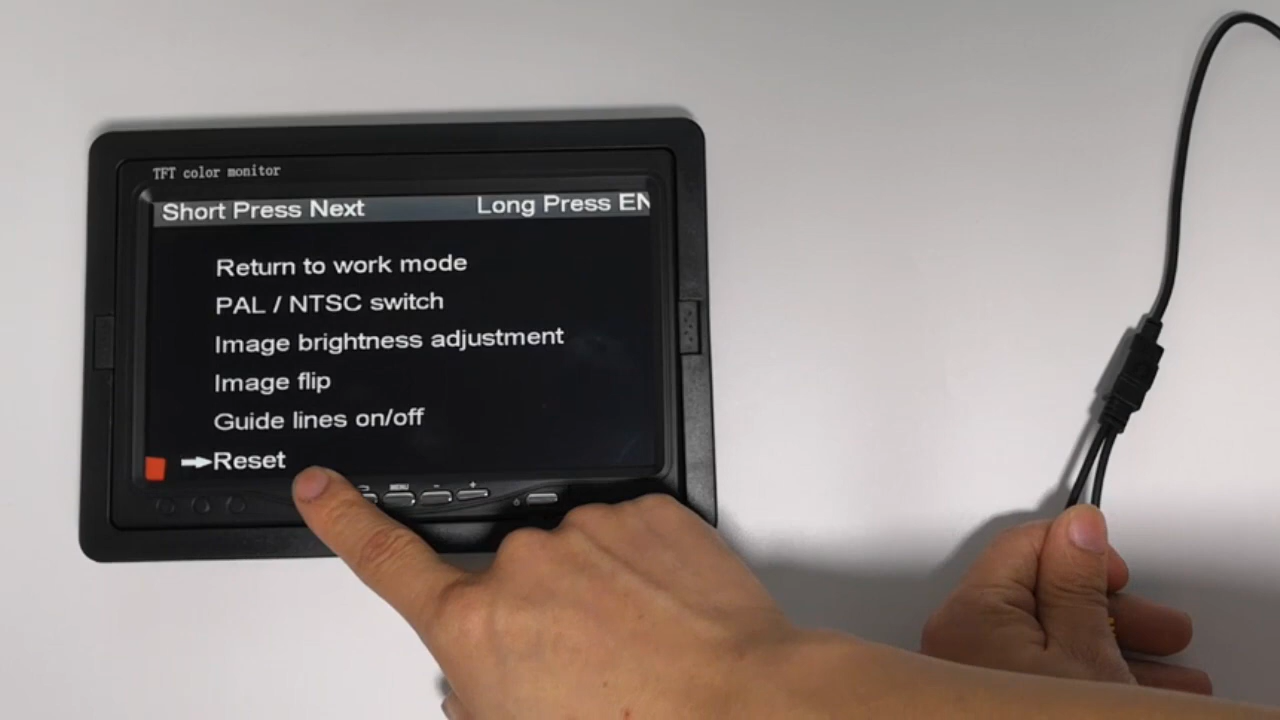 TFT color monitor
Short Press Next Long Press EN
Return to work mode
PAL / NTSC switch
Image brightness adjustment
Image flip
Guide lines on/off
Reset
MENU - +